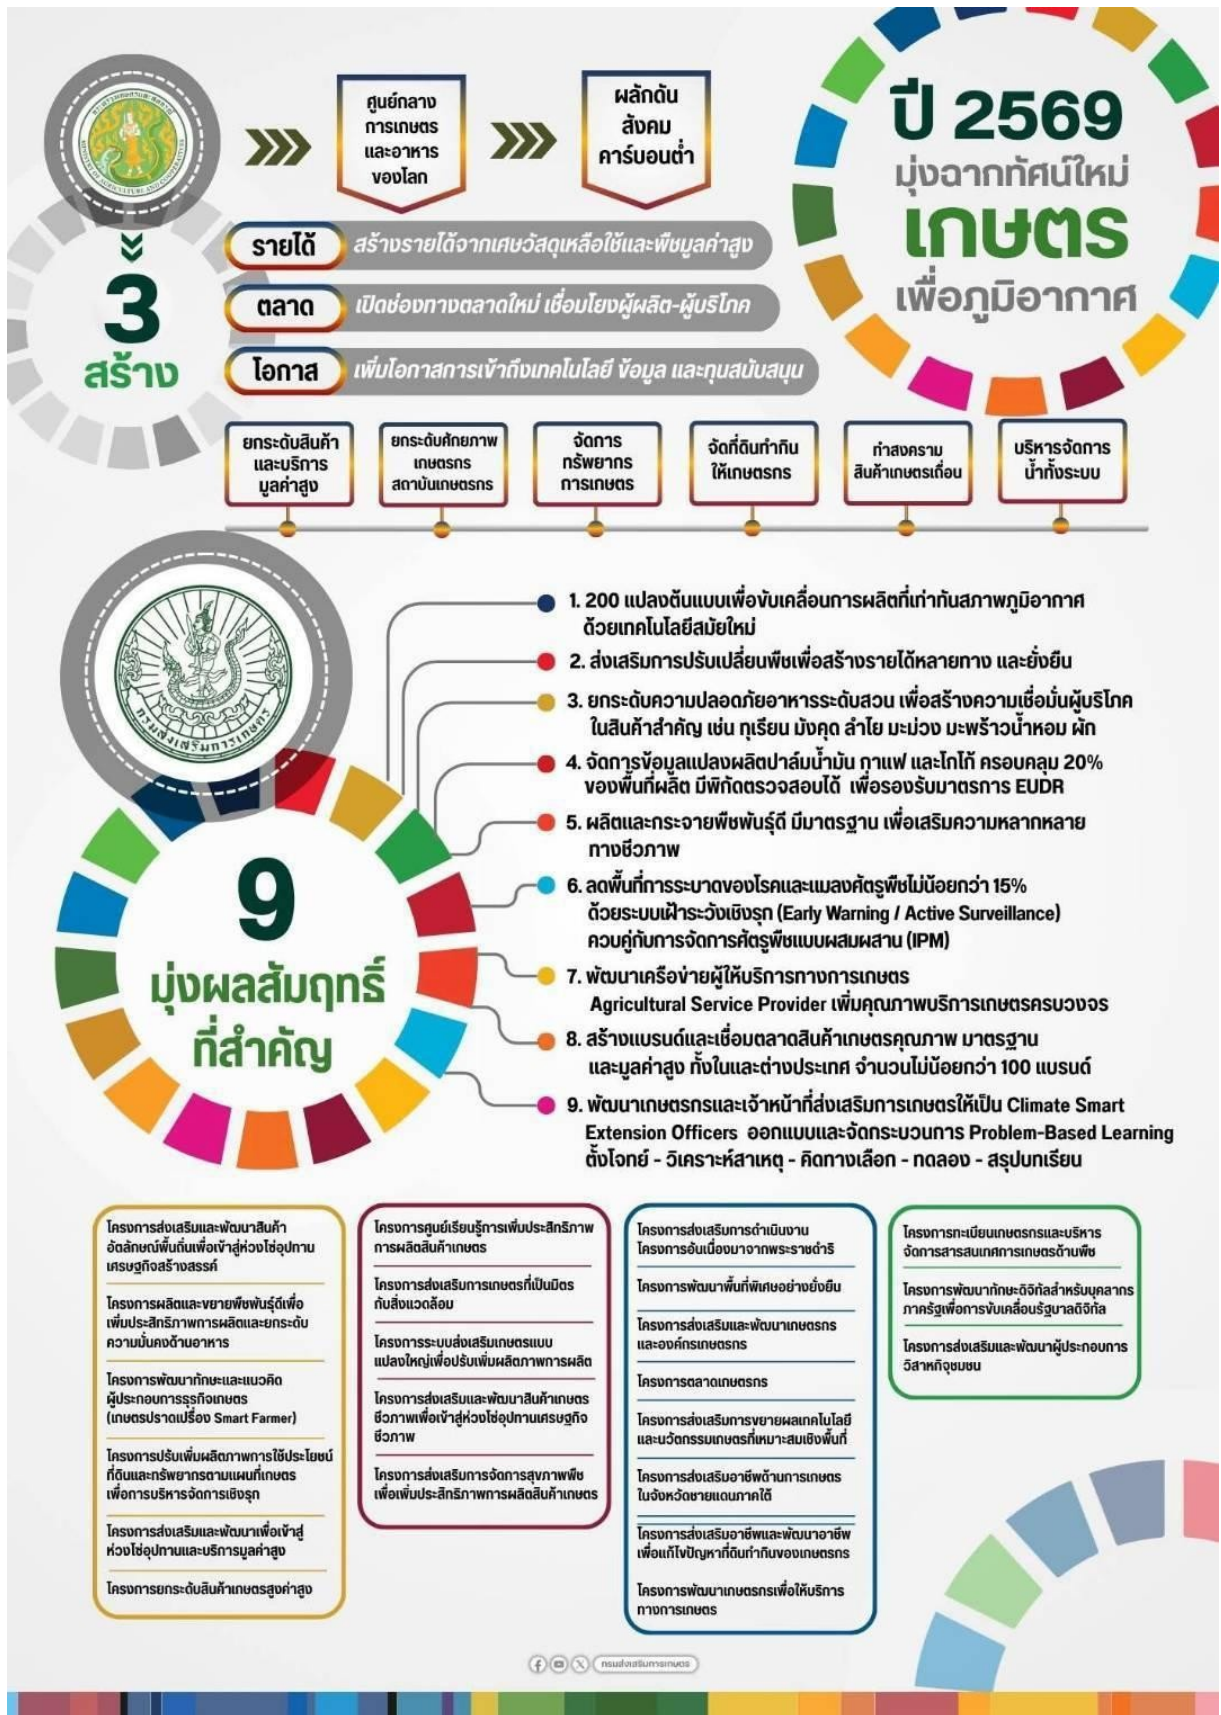 กระทรวงเกษตรและสหกรณ์
MINISTRY OF AGRICULTURE AND COOPERATIVES
ศูนย์กลาง
การเกษตร
และอาหาร
ของโลก
ผลักดัน
สังคม
คาร์บอนต่ำ
ปี 2569
มุ่งฉากทัศน์ใหม่
เกษตร
เพื่อภูมิอากาศ
3
สร้าง
รายได้
สร้างรายได้จากเศษวัสดุเหลือใช้และพืชมูลค่าสูง
ตลาด
เปิดช่องทางตลาดใหม่ เชื่อมโยงผู้ผลิต-ผู้บริโภค
โอกาส
เพิ่มโอกาสการเข้าถึงเทคโนโลยี ข้อมูล และทุนสนับสนุน
ยกระดับสินค้า
และบริการ
มูลค่าสูง
ยกระดับศักยภาพ
เกษตรกร
สถาบันเกษตรกร
จัดการ
ทรัพยากร
การเกษตร
จัดที่ดินทำกิน
ให้เกษตรกร
ทำสงคราม
สินค้าเกษตรเถื่อน
บริหารจัดการ
น้ำทั้งระบบ
กรมส่งเสริมการเกษตร
9
มุ่งผลสัมฤทธิ์
ที่สำคัญ
1. 200 แปลงต้นแบบเพื่อขับเคลื่อนการผลิตที่เท่าทันสภาพภูมิอากาศ
ด้วยเทคโนโลยีสมัยใหม่
2. ส่งเสริมการปรับเปลี่ยนพืชเพื่อสร้างรายได้หลายทาง และยั่งยืน
3. ยกระดับความปลอดภัยอาหารระดับสวน เพื่อสร้างความเชื่อมั่นผู้บริโภค
ในสินค้าสำคัญ เช่น ทุเรียน มังคุด ลำไย มะม่วง มะพร้าวน้ำหอม ผัก
4. จัดการข้อมูลแปลงผลิตปาล์มน้ำมัน กาแฟ และโกโก้ ครอบคลุม 20%
ของพื้นที่ผลิต มีพิกัดตรวจสอบได้ เพื่อรองรับมาตรการ EUDR
5. ผลิตและกระจายพืชพันธุ์ดี มีมาตรฐาน เพื่อเสริมความหลากหลาย
ทางชีวภาพ
6. ลดพื้นที่การระบาดของโรคและแมลงศัตรูพืชไม่น้อยกว่า 15%
ด้วยระบบเฝ้าระวังเชิงรุก (Early Warning / Active Surveillance)
ควบคู่กับการจัดการศัตรูพืชแบบผสมผสาน (IPM)
7. พัฒนาเครือข่ายผู้ให้บริการทางการเกษตร
Agricultural Service Provider เพิ่มคุณภาพบริการเกษตรครบวงจร
8. สร้างแบรนด์และเชื่อมตลาดสินค้าเกษตรคุณภาพ มาตรฐาน
และมูลค่าสูง ทั้งในและต่างประเทศ จำนวนไม่น้อยกว่า 100 แบรนด์
9. พัฒนาเกษตรกรและเจ้าหน้าที่ส่งเสริมการเกษตรให้เป็น Climate Smart
Extension Officers ออกแบบและจัดกระบวนการ Problem-Based Learning
ตั้งโจทย์ - วิเคราะห์สาเหตุ - คิดทางเลือก - ทดลอง - สรุปบทเรียน
โครงการส่งเสริมและพัฒนาสินค้า
อัตลักษณ์พื้นถิ่นเพื่อเข้าสู่ห่วงโซ่อุปทาน
เศรษฐกิจสร้างสรรค์
โครงการผลิตและขยายพืชพันธุ์ดีเพื่อ
เพิ่มประสิทธิภาพการผลิตและยกระดับ
ความมั่นคงด้านอาหาร
โครงการพัฒนาทักษะและแนวคิด
ผู้ประกอบการธุรกิจเกษตร
(เกษตรปราดเปรื่อง Smart Farmer)
โครงการปรับเพิ่มผลิตภาพการใช้ประโยชน์
ที่ดินและทรัพยากรตามแผนที่เกษตร
เพื่อการบริหารจัดการเชิงรุก
โครงการส่งเสริมและพัฒนาเพื่อเข้าสู่
ห่วงโซ่อุปทานและบริการมูลค่าสูง
โครงการยกระดับสินค้าเกษตรสูงค่าสูง
โครงการศูนย์เรียนรู้การเพิ่มประสิทธิภาพ
การผลิตสินค้าเกษตร
โครงการส่งเสริมการเกษตรที่เป็นมิตร
กับสิ่งแวดล้อม
โครงการระบบส่งเสริมเกษตรแบบ
แปลงใหญ่เพื่อปรับเพิ่มผลิตภาพการผลิต
โครงการส่งเสริมและพัฒนาสินค้าเกษตร
ชีวภาพเพื่อเข้าสู่ห่วงโซ่อุปทานเศรษฐกิจ
ชีวภาพ
โครงการส่งเสริมการจัดการสุขภาพพืช
เพื่อเพิ่มประสิทธิภาพการผลิตสินค้าเกษตร
โครงการส่งเสริมการดำเนินงาน
โครงการอันเนื่องมาจากพระราชดำริ
โครงการพัฒนาพื้นที่พิเศษอย่างยั่งยืน
โครงการส่งเสริมและพัฒนาเกษตรกร
และองค์กรเกษตรกร
โครงการตลาดเกษตรกร
โครงการส่งเสริมการขยายผลเทคโนโลยี
และนวัตกรรมเกษตรที่เหมาะสมเชิงพื้นที่
โครงการส่งเสริมอาชีพด้านการเกษตร
ในจังหวัดชายแดนภาคใต้
โครงการส่งเสริมอาชีพและพัฒนาอาชีพ
เพื่อแก้ไขปัญหาที่ดินทำกินของเกษตรกร
โครงการพัฒนาเกษตรกรเพื่อให้บริการ
ทางการเกษตร
โครงการทะเบียนเกษตรกรและบริหาร
จัดการสารสนเทศการเกษตรด้านพืช
โครงการพัฒนาทักษะดิจิทัลสำหรับบุคลากร
ภาครัฐเพื่อการขับเคลื่อนรัฐบาลดิจิทัล
โครงการส่งเสริมและพัฒนาผู้ประกอบการ
วิสาหกิจชุมชน
กรมส่งเสริมการเกษตร